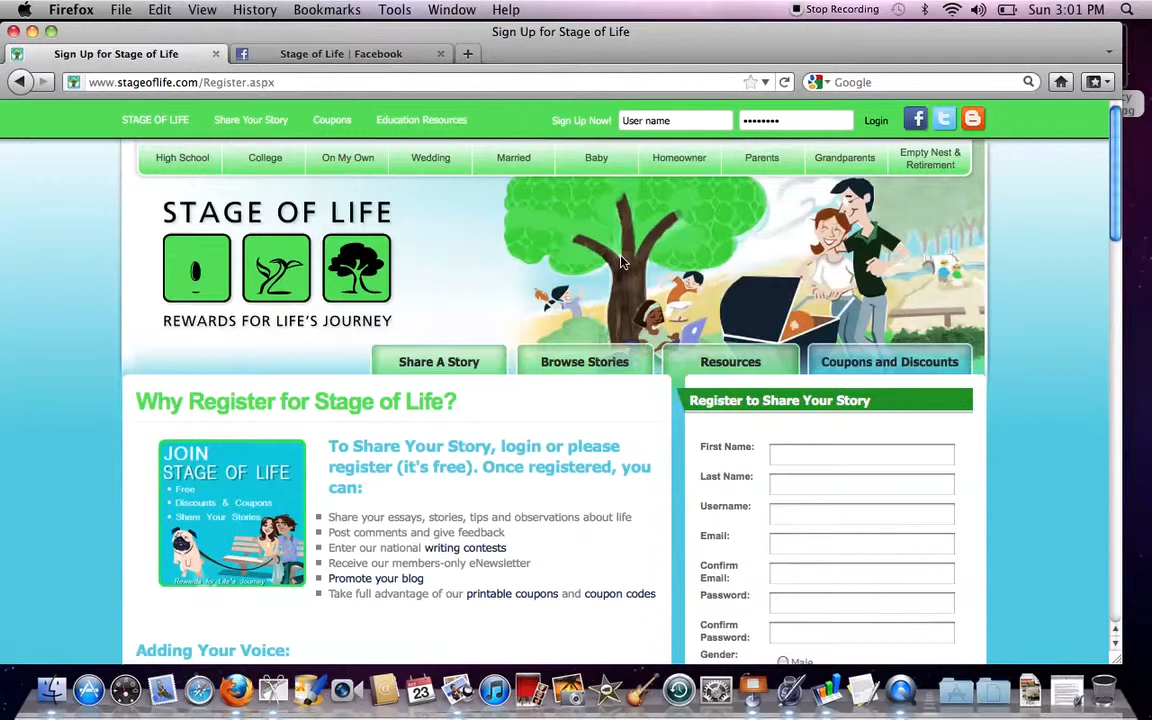 Firefox File Edit View History Bookmarks Tools Window Help Stop Recording Sun 3:01 PM
Sign Up for Stage of Life
Sign Up for Stage of Life Stage of Life | Facebook
www.stageoflife.com/Register.aspx Google
STAGE OF LIFE Share Your Story Coupons Education Resources Sign Up Now! User name •••••••• Login
High School College On My Own Wedding Married Baby Homeowner Parents Grandparents Empty Nest &
Retirement
STAGE OF LIFE
REWARDS FOR LIFE'S JOURNEY
Share A Story Browse Stories Resources Coupons and Discounts
Why Register for Stage of Life?
JOIN
STAGE OF LIFE
• Free
• Discounts & Coupons
• Share Your Stories
Rewards for Life's Journey
To Share Your Story, login or please
register (it's free). Once registered, you
can:
Share your essays, stories, tips and observations about life
Post comments and give feedback
Enter our national writing contests
Receive our members-only eNewsletter
Promote your blog
Take full advantage of our printable coupons and coupon codes
Adding Your Voice:
Register to Share Your Story
First Name:
Last Name:
Username:
Email:
Confirm
Email:
Password:
Confirm
Password:
Gender:
Male